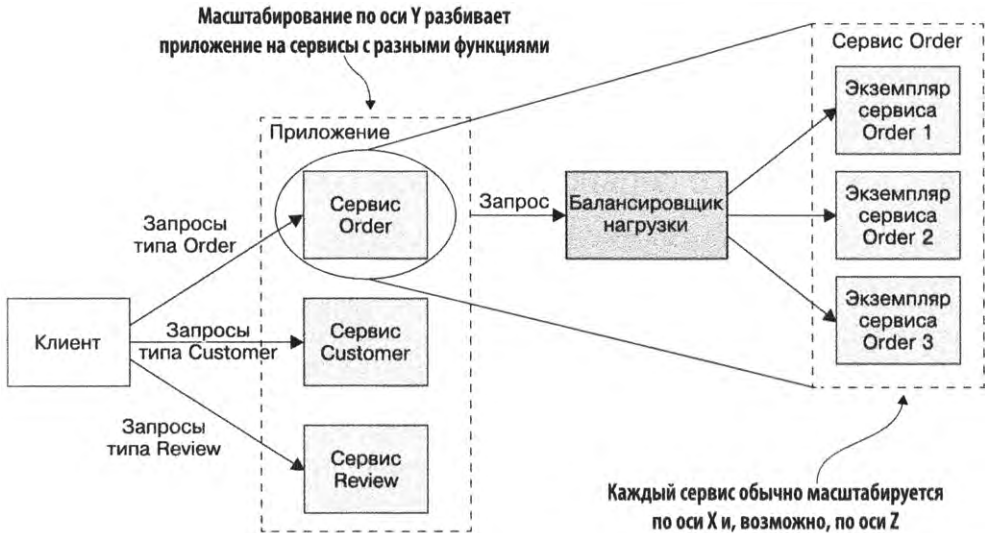 Масштабирование по оси Y разбивает
приложение на сервисы с разными функциями
Приложение
Клиент
Запросы
типа Order
Запросы
типа Customer
Запросы
типа Review
Сервис
Order
Сервис
Customer
Сервис
Review
Запрос
Балансировщик
нагрузки
Сервис Order
Экземпляр
сервиса
Order 1
Экземпляр
сервиса
Order 2
Экземпляр
сервиса
Order 3
Каждый сервис обычно масштабируется
по оси X и, возможно, по оси Z